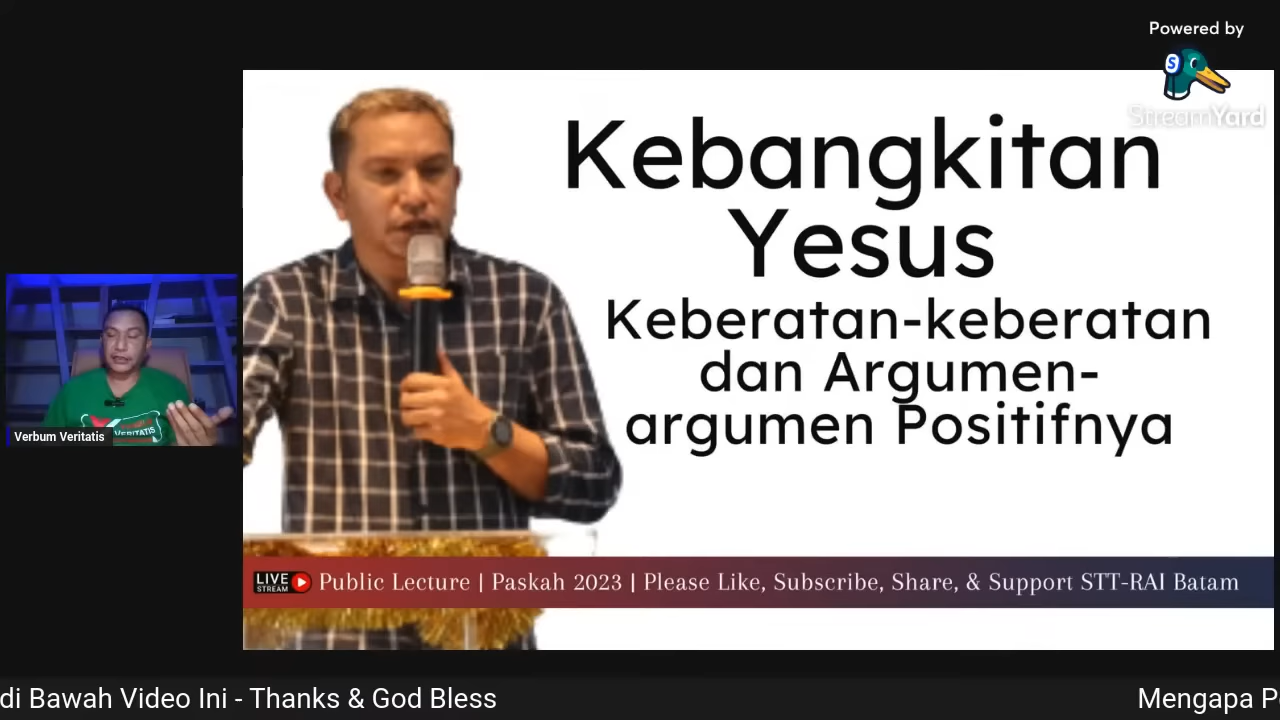 Powered by
S
StreamYard
Kebangkitan
Yesus
Keberatan-keberatan
dan Argumen-
argumen Positifnya
VERITATIS
Verbum Veritatis
LIVE
STREAM
Public Lecture | Paskah 2023 | Please Like, Subscribe, Share, & Support STT-RAI Batam
di Bawah Video Ini - Thanks & God Bless
Mengapa P